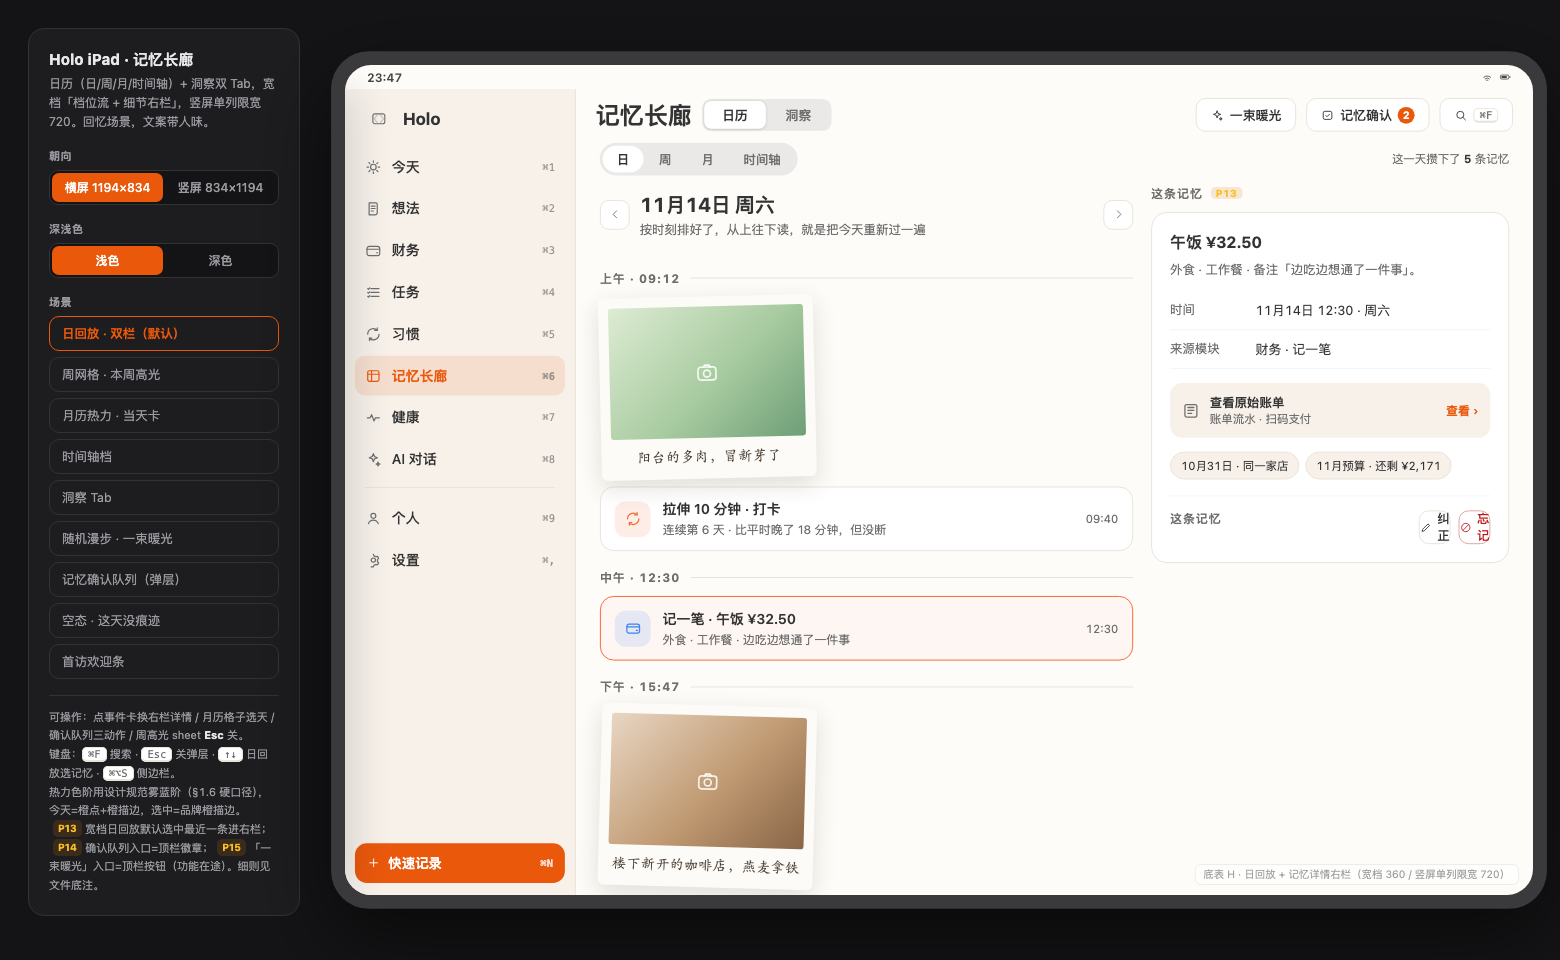 Holo iPad · 记忆长廊
日历（日/周/月/时间轴）+ 洞察双 Tab，宽
档「档位流 + 细节右栏」，竖屏单列限宽
720。回忆场景，文案带人味。
朝向
横屏 1194×834
竖屏 834×1194
深浅色
浅色
深色
场景
日回放 · 双栏（默认）
周网格 · 本周高光
月历热力 · 当天卡
时间轴档
洞察 Tab
随机漫步 · 一束暖光
记忆确认队列（弹层）
空态 · 这天没痕迹
首访欢迎条
可操作：点事件卡换右栏详情 / 月历格子选天 /
确认队列三动作 / 周高光 sheet Esc 关。
键盘：⌘F 搜索 · Esc 关弹层 · ↑↓ 日回
放选记忆 · ⌘⌥S 侧边栏。
热力色阶用设计规范雾蓝阶（§1.6 硬口径），
今天=橙点+橙描边，选中=品牌橙描边。
P13 宽档日回放默认选中最近一条进右栏；
P14 确认队列入口=顶栏徽章； P15 「一
束暖光」入口=顶栏按钮（功能在途）。细则见
文件底注。
23:47
Holo
今天 ⌘1
想法 ⌘2
财务 ⌘3
任务 ⌘4
习惯 ⌘5
记忆长廊 ⌘6
健康 ⌘7
AI 对话 ⌘8
个人 ⌘9
设置 ⌘,
+ 快速记录 ⌘N
记忆长廊
日历
洞察
一束暖光
记忆确认 2
⌘F
日
周
月
时间轴
这一天攒下了 5 条记忆
11月14日 周六
按时刻排好了，从上往下读，就是把今天重新过一遍
上午 · 09:12
阳台的多肉，冒新芽了
拉伸 10 分钟 · 打卡
连续第 6 天 · 比平时晚了 18 分钟，但没断
09:40
中午 · 12:30
记一笔 · 午饭 ¥32.50
外食 · 工作餐 · 边吃边想通了一件事
12:30
下午 · 15:47
楼下新开的咖啡店，燕麦拿铁
这条记忆 P13
午饭 ¥32.50
外食 · 工作餐 · 备注「边吃边想通了一件事」。
时间 11月14日 12:30 · 周六
来源模块 财务 · 记一笔
查看原始账单
账单流水 · 扫码支付
查看 ›
10月31日 · 同一家店
11月预算 · 还剩 ¥2,171
这条记忆
纠正
忘记
底表 H · 日回放 + 记忆详情右栏（宽档 360 / 竖屏单列限宽 720）